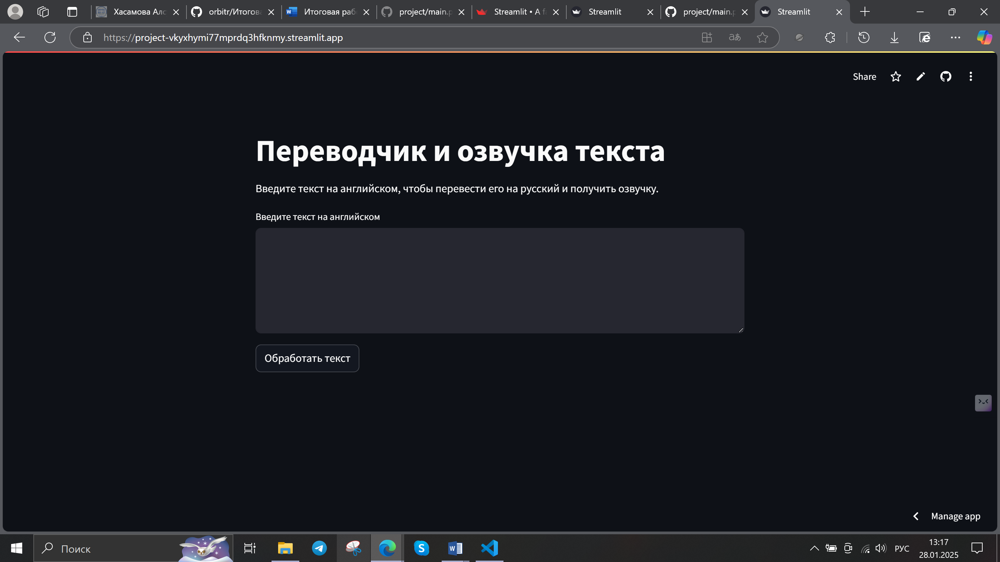 Хасамова Алс
orbitr/Итогова
Итоговая раб
project/main.p
Streamlit • A fa
Streamlit
project/main.p
Streamlit
https://project-vkyxhymi77mprdq3hfknmy.streamlit.app
Share
Переводчик и озвучка текста
Введите текст на английском, чтобы перевести его на русский и получить озвучку.
Введите текст на английском
Обработать текст
Manage app
Поиск
РУС
13:17
28.01.2025